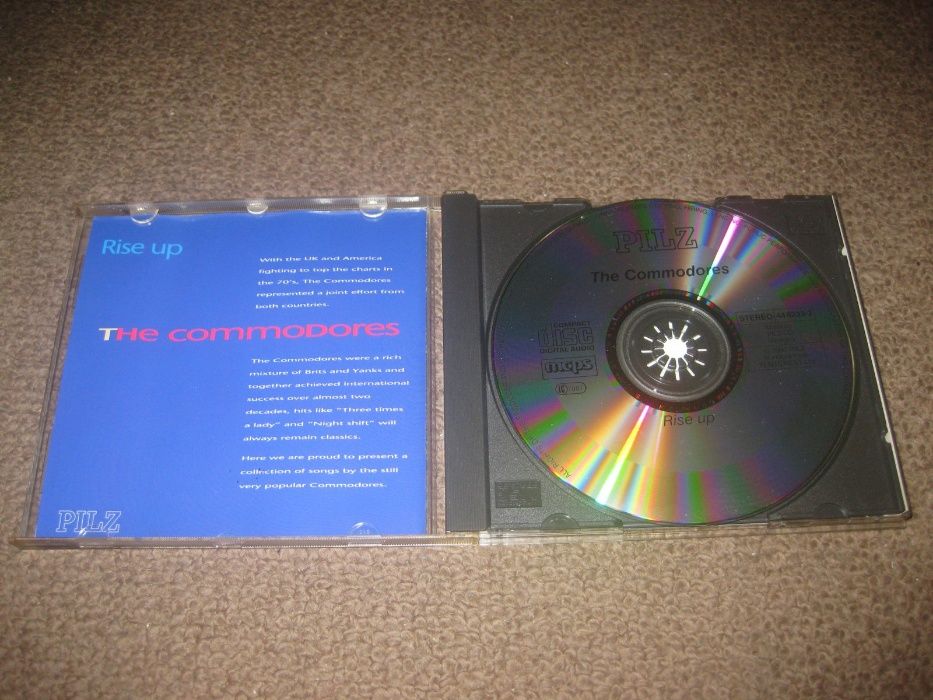 Rise up
With the UK and America
fighting to top the charts in
the 70's, The Commodores
represented a joint effort from
both countries.
THe commoDores
The Commodores were a rich
mixture of Brits and Yanks and
together achieved international
success over almost two
decades, hits like "Three times
a lady" and "Night shift" will
always remain classics.
Here we are proud to present a
collection of songs by the still
very popular Commodores.
PILZ
PILZ
The Commodores
COMPACT
disc
DIGITAL AUDIO
mcps
Rise up